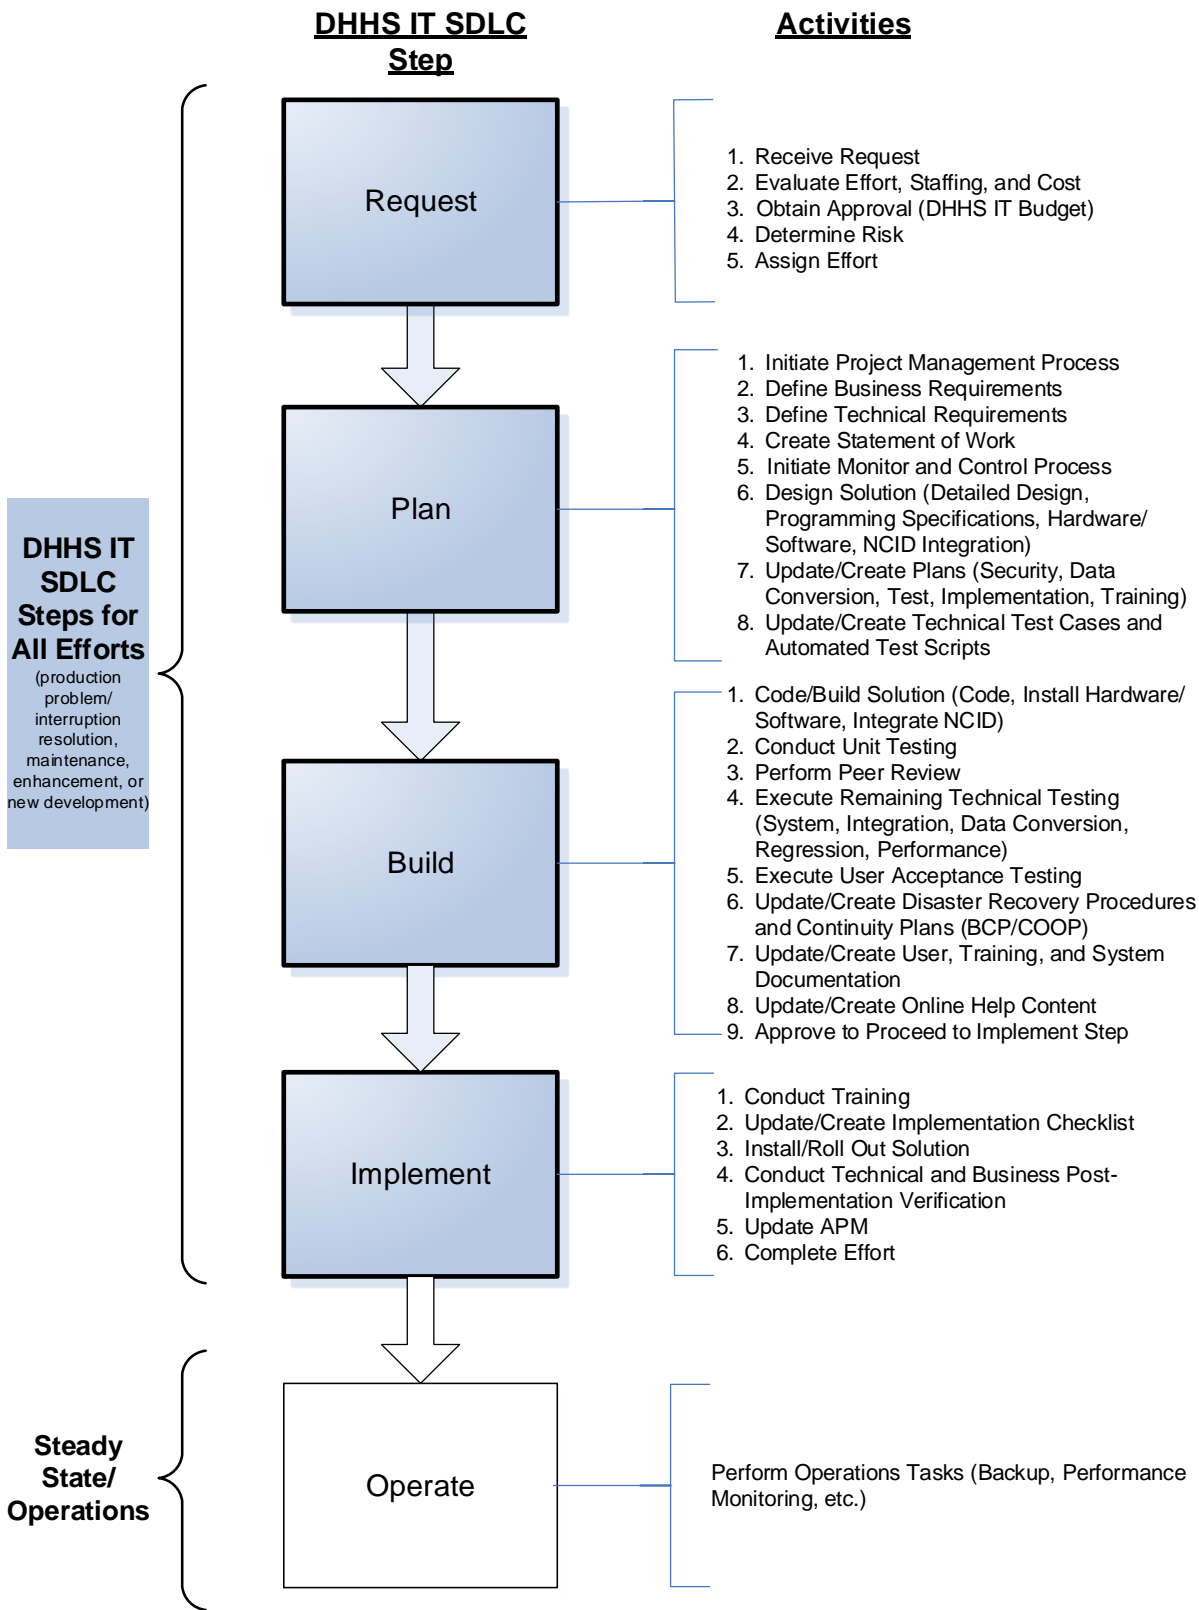 DHHS IT SDLC
Step
Activities
Request
1. Receive Request
2. Evaluate Effort, Staffing, and Cost
3. Obtain Approval (DHHS IT Budget)
4. Determine Risk
5. Assign Effort
Plan
1. Initiate Project Management Process
2. Define Business Requirements
3. Define Technical Requirements
4. Create Statement of Work
5. Initiate Monitor and Control Process
6. Design Solution (Detailed Design,
Programming Specifications, Hardware/
Software, NCID Integration)
7. Update/Create Plans (Security, Data
Conversion, Test, Implementation, Training)
8. Update/Create Technical Test Cases and
Automated Test Scripts
DHHS IT
SDLC
Steps for
All Efforts
(production
problem/
interruption
resolution,
maintenance,
enhancement, or
new development)
Build
1. Code/Build Solution (Code, Install Hardware/
Software, Integrate NCID)
2. Conduct Unit Testing
3. Perform Peer Review
4. Execute Remaining Technical Testing
(System, Integration, Data Conversion,
Regression, Performance)
5. Execute User Acceptance Testing
6. Update/Create Disaster Recovery Procedures
and Continuity Plans (BCP/COOP)
7. Update/Create User, Training, and System
Documentation
8. Update/Create Online Help Content
9. Approve to Proceed to Implement Step
Implement
1. Conduct Training
2. Update/Create Implementation Checklist
3. Install/Roll Out Solution
4. Conduct Technical and Business Post-
Implementation Verification
5. Update APM
6. Complete Effort
Steady
State/
Operations
Operate
Perform Operations Tasks (Backup, Performance
Monitoring, etc.)